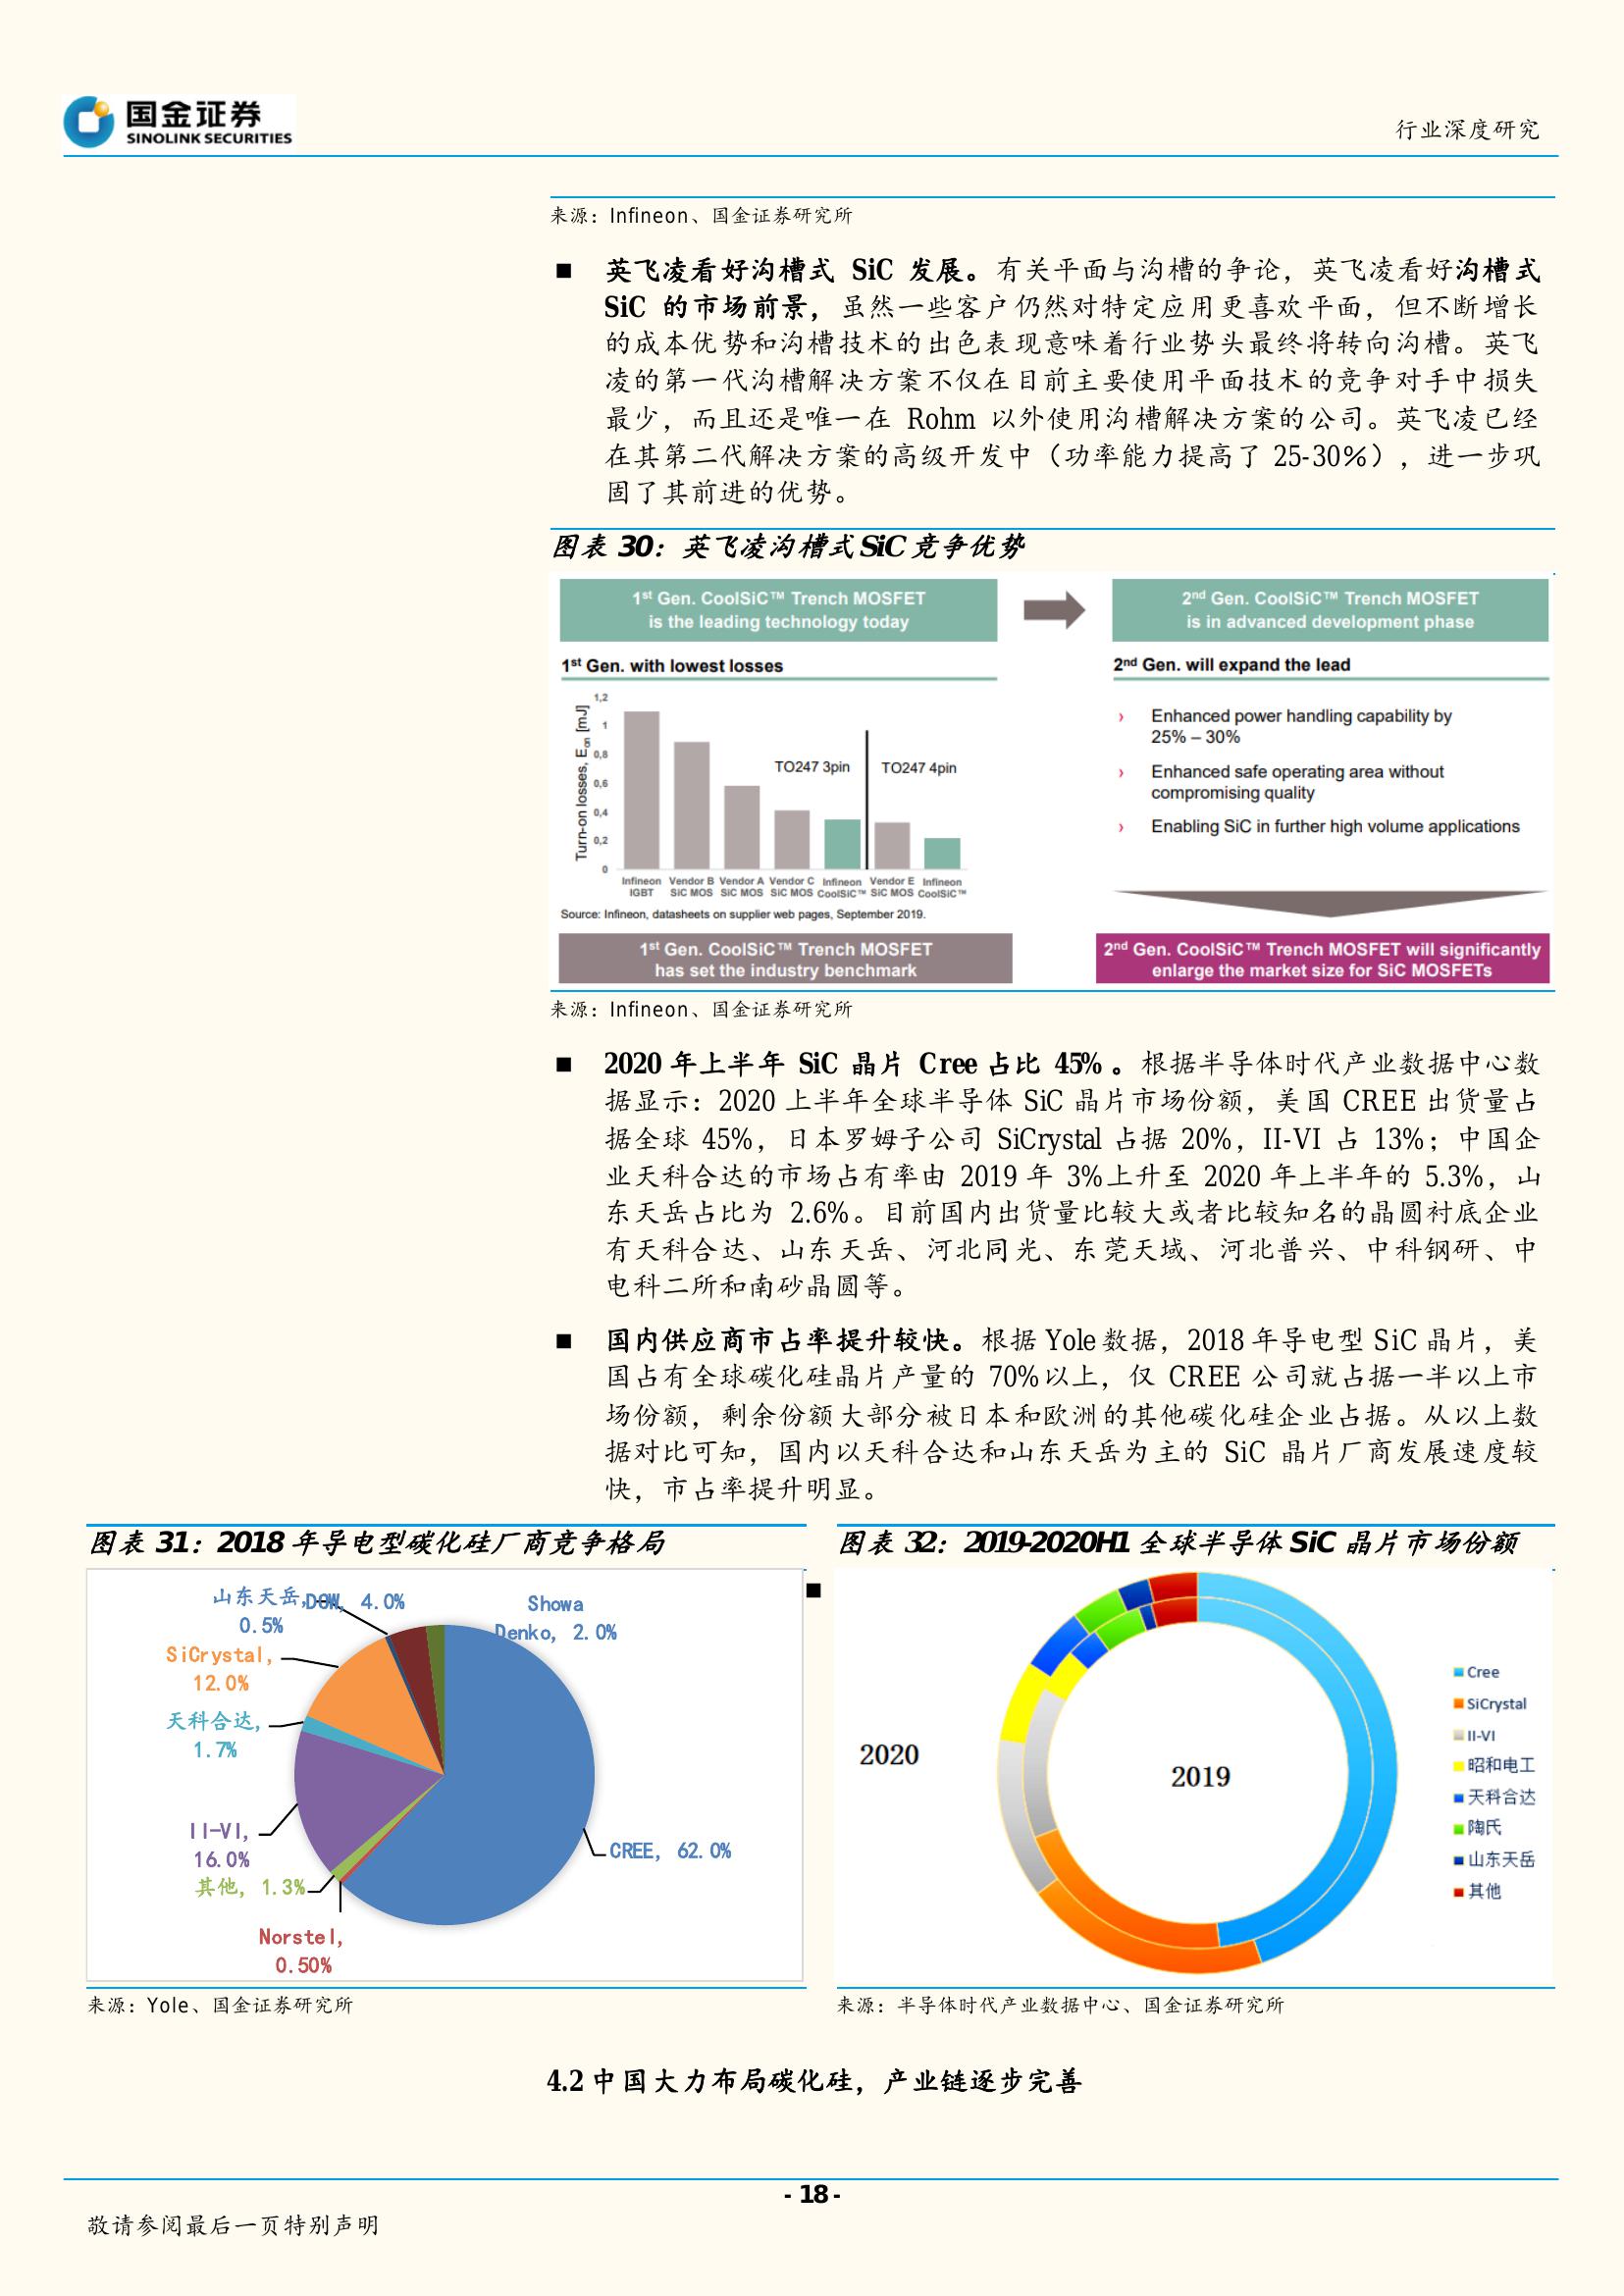 国金证券
SINOLINK SECURITIES
行业深度研究
来源：Infineon、国金证券研究所
■ 英飞凌看好沟槽式 SiC 发展。有关平面与沟槽的争论，英飞凌看好沟槽式
SiC 的市场前景，虽然一些客户仍然对特定应用更喜欢平面，但不断增长
的成本优势和沟槽技术的出色表现意味着行业势头最终将转向沟槽。英飞
凌的第一代沟槽解决方案不仅在目前主要使用平面技术的竞争对手中损失
最少，而且还是唯一在 Rohm 以外使用沟槽解决方案的公司。英飞凌已经
在其第二代解决方案的高级开发中（功率能力提高了 25-30%），进一步巩
固了其前进的优势。
图表 30：英飞凌沟槽式 SiC 竞争优势
1st Gen. CoolSiC™ Trench MOSFET
is the leading technology today
2nd Gen. CoolSiC™ Trench MOSFET
is in advanced development phase
1st Gen. with lowest losses
2nd Gen. will expand the lead
Turn-on losses, Eon [mJ]
1,2
1
0,8
0,6
0,4
0,2
0
TO247 3pin
TO247 4pin
Infineon IGBT
Vendor B SiC MOS
Vendor A SiC MOS
Vendor C SiC MOS
Infineon CoolSiC™
Vendor E SiC MOS
Infineon CoolSiC™
Source: Infineon, datasheets on supplier web pages, September 2019.
› Enhanced power handling capability by
25% – 30%
› Enhanced safe operating area without
compromising quality
› Enabling SiC in further high volume applications
1st Gen. CoolSiC™ Trench MOSFET
has set the industry benchmark
2nd Gen. CoolSiC™ Trench MOSFET will significantly
enlarge the market size for SiC MOSFETs
来源：Infineon、国金证券研究所
■ 2020 年上半年 SiC 晶片 Cree 占比 45%。根据半导体时代产业数据中心数
据显示：2020 上半年全球半导体 SiC 晶片市场份额，美国 CREE 出货量占
据全球 45%，日本罗姆子公司 SiCrystal 占据 20%，II-VI 占 13%；中国企
业天科合达的市场占有率由 2019 年 3%上升至 2020 年上半年的 5.3%，山
东天岳占比为 2.6%。目前国内出货量比较大或者比较知名的晶圆衬底企业
有天科合达、山东天岳、河北同光、东莞天域、河北普兴、中科钢研、中
电科二所和南砂晶圆等。
■ 国内供应商市占率提升较快。根据 Yole 数据，2018 年导电型 SiC 晶片，美
国占有全球碳化硅晶片产量的 70%以上，仅 CREE 公司就占据一半以上市
场份额，剩余份额大部分被日本和欧洲的其他碳化硅企业占据。从以上数
据对比可知，国内以天科合达和山东天岳为主的 SiC 晶片厂商发展速度较
快，市占率提升明显。
图表 31：2018 年导电型碳化硅厂商竞争格局
山东天岳, 0.5%
DOW, 4.0%
Showa Denko, 2.0%
SiCrystal, 12.0%
天科合达, 1.7%
II-VI, 16.0%
其他, 1.3%
Norstel, 0.50%
CREE, 62.0%
来源：Yole、国金证券研究所
图表 32：2019-2020H1 全球半导体 SiC 晶片市场份额
■
2020
2019
Cree
SiCrystal
II-VI
昭和电工
天科合达
陶氏
山东天岳
其他
来源：半导体时代产业数据中心、国金证券研究所
4.2 中国大力布局碳化硅，产业链逐步完善
- 18 -
敬请参阅最后一页特别声明